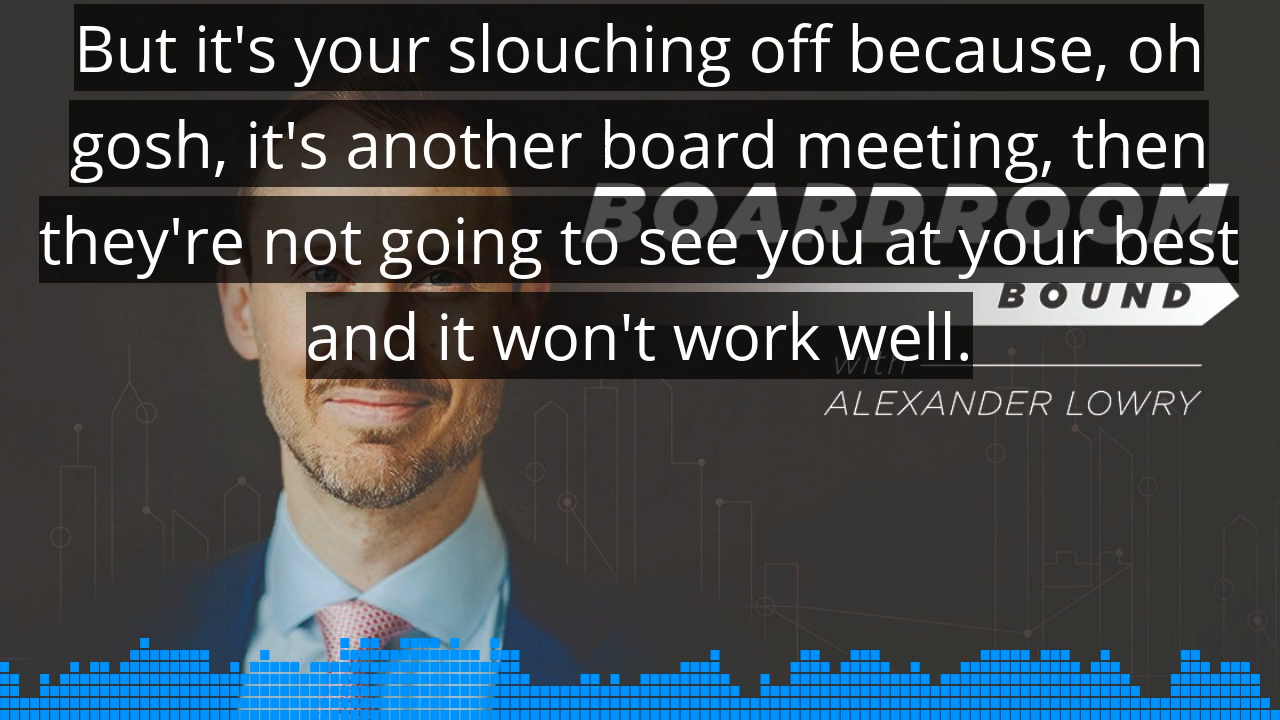 But it's your slouching off because, oh
gosh, it's another board meeting, then
they're not going to see you at your best
and it won't work well.
BOARDROOM
BOUND
with
ALEXANDER LOWRY